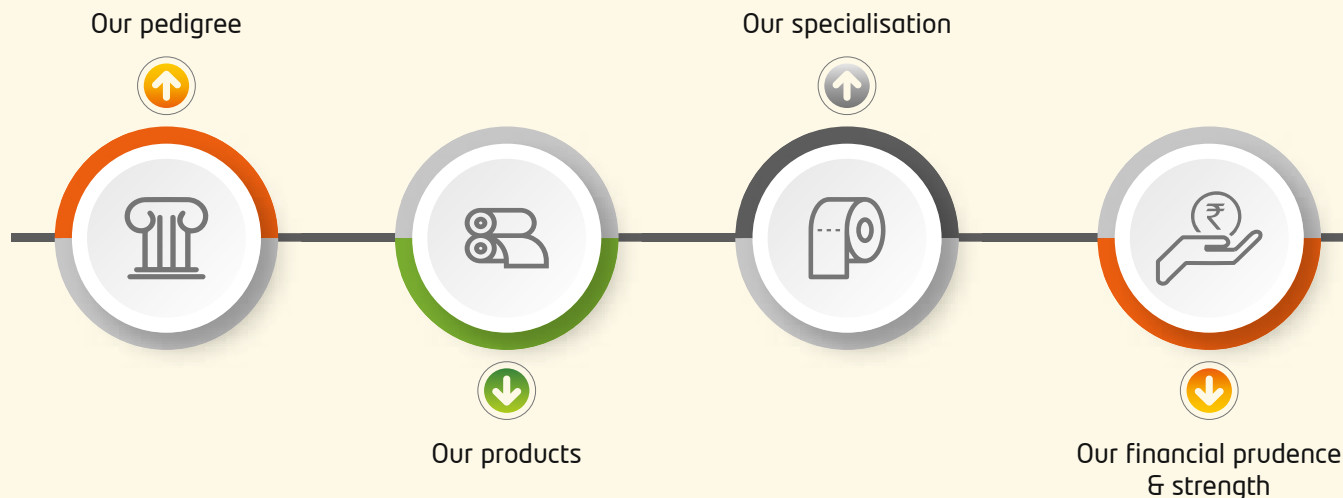 Our pedigree
Our specialisation
₹
Our products
Our financial prudence
& strength